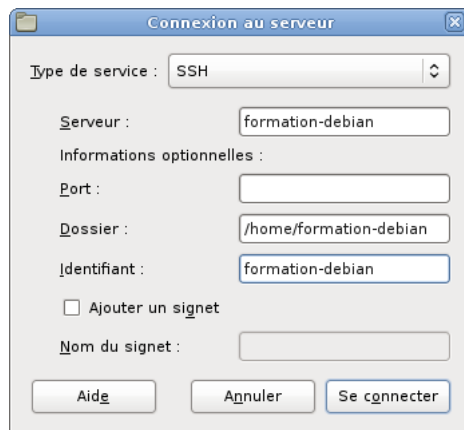 Connexion au serveur
Type de service : SSH
Serveur : formation-debian
Informations optionnelles :
Port :
Dossier : /home/formation-debian
Identifiant : formation-debian
Ajouter un signet
Nom du signet :
Aide Annuler Se connecter